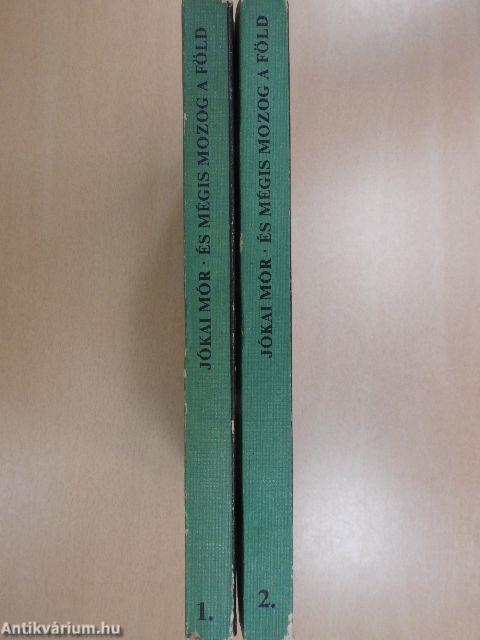 JÓKAI MÓR · ÉS MÉGIS MOZOG A FÖLD
1.
JÓKAI MÓR · ÉS MÉGIS MOZOG A FÖLD
2.
Antikvárium.hu